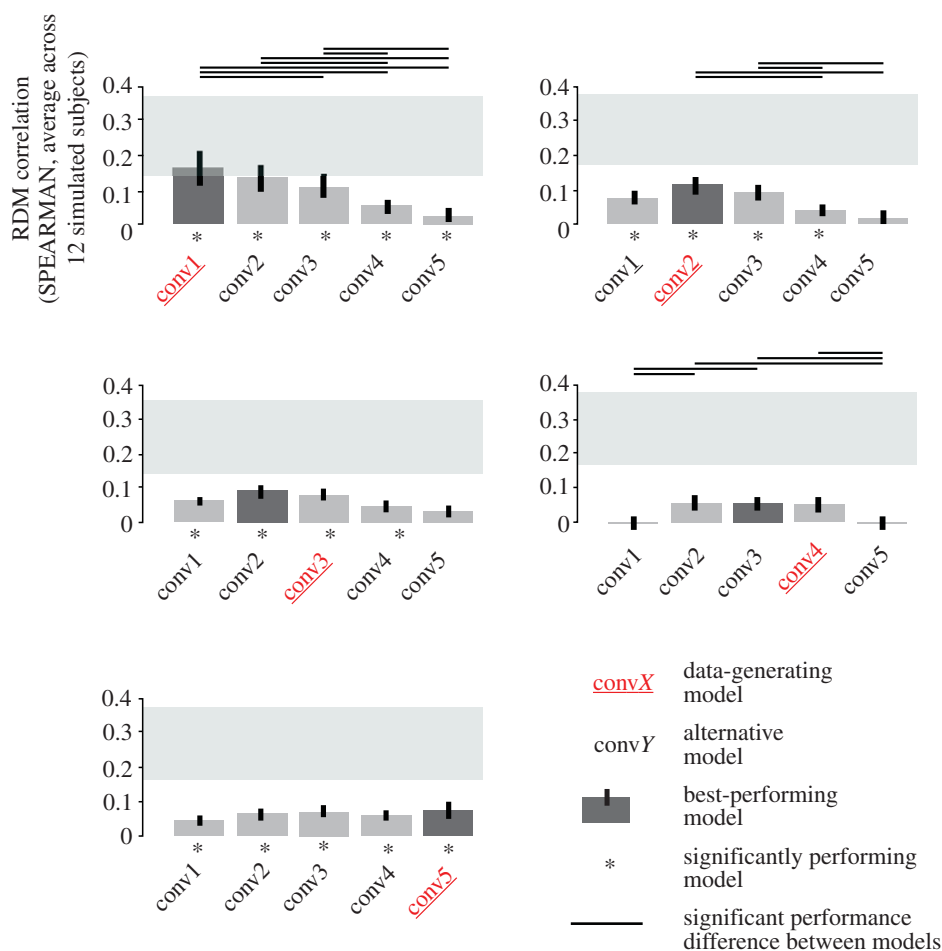 RDM correlation
((SPEARMAN, average across
12 simulated subjects)
0.4
0.3
0.2
0.1
0
* * * * *
conv1 conv2 conv3 conv4 conv5
0.4
0.3
0.2
0.1
0
* * * *
conv1 conv2 conv3 conv4 conv5
0.4
0.3
0.2
0.1
0
* * * *
conv1 conv2 conv3 conv4 conv5
0.4
0.3
0.2
0.1
0
conv1 conv2 conv3 conv4 conv5
0.4
0.3
0.2
0.1
0
* * * * *
conv1 conv2 conv3 conv4 conv5
convX data-generating
model
convY alternative
model
best-performing
model
* significantly performing
model
significant performance
difference between models